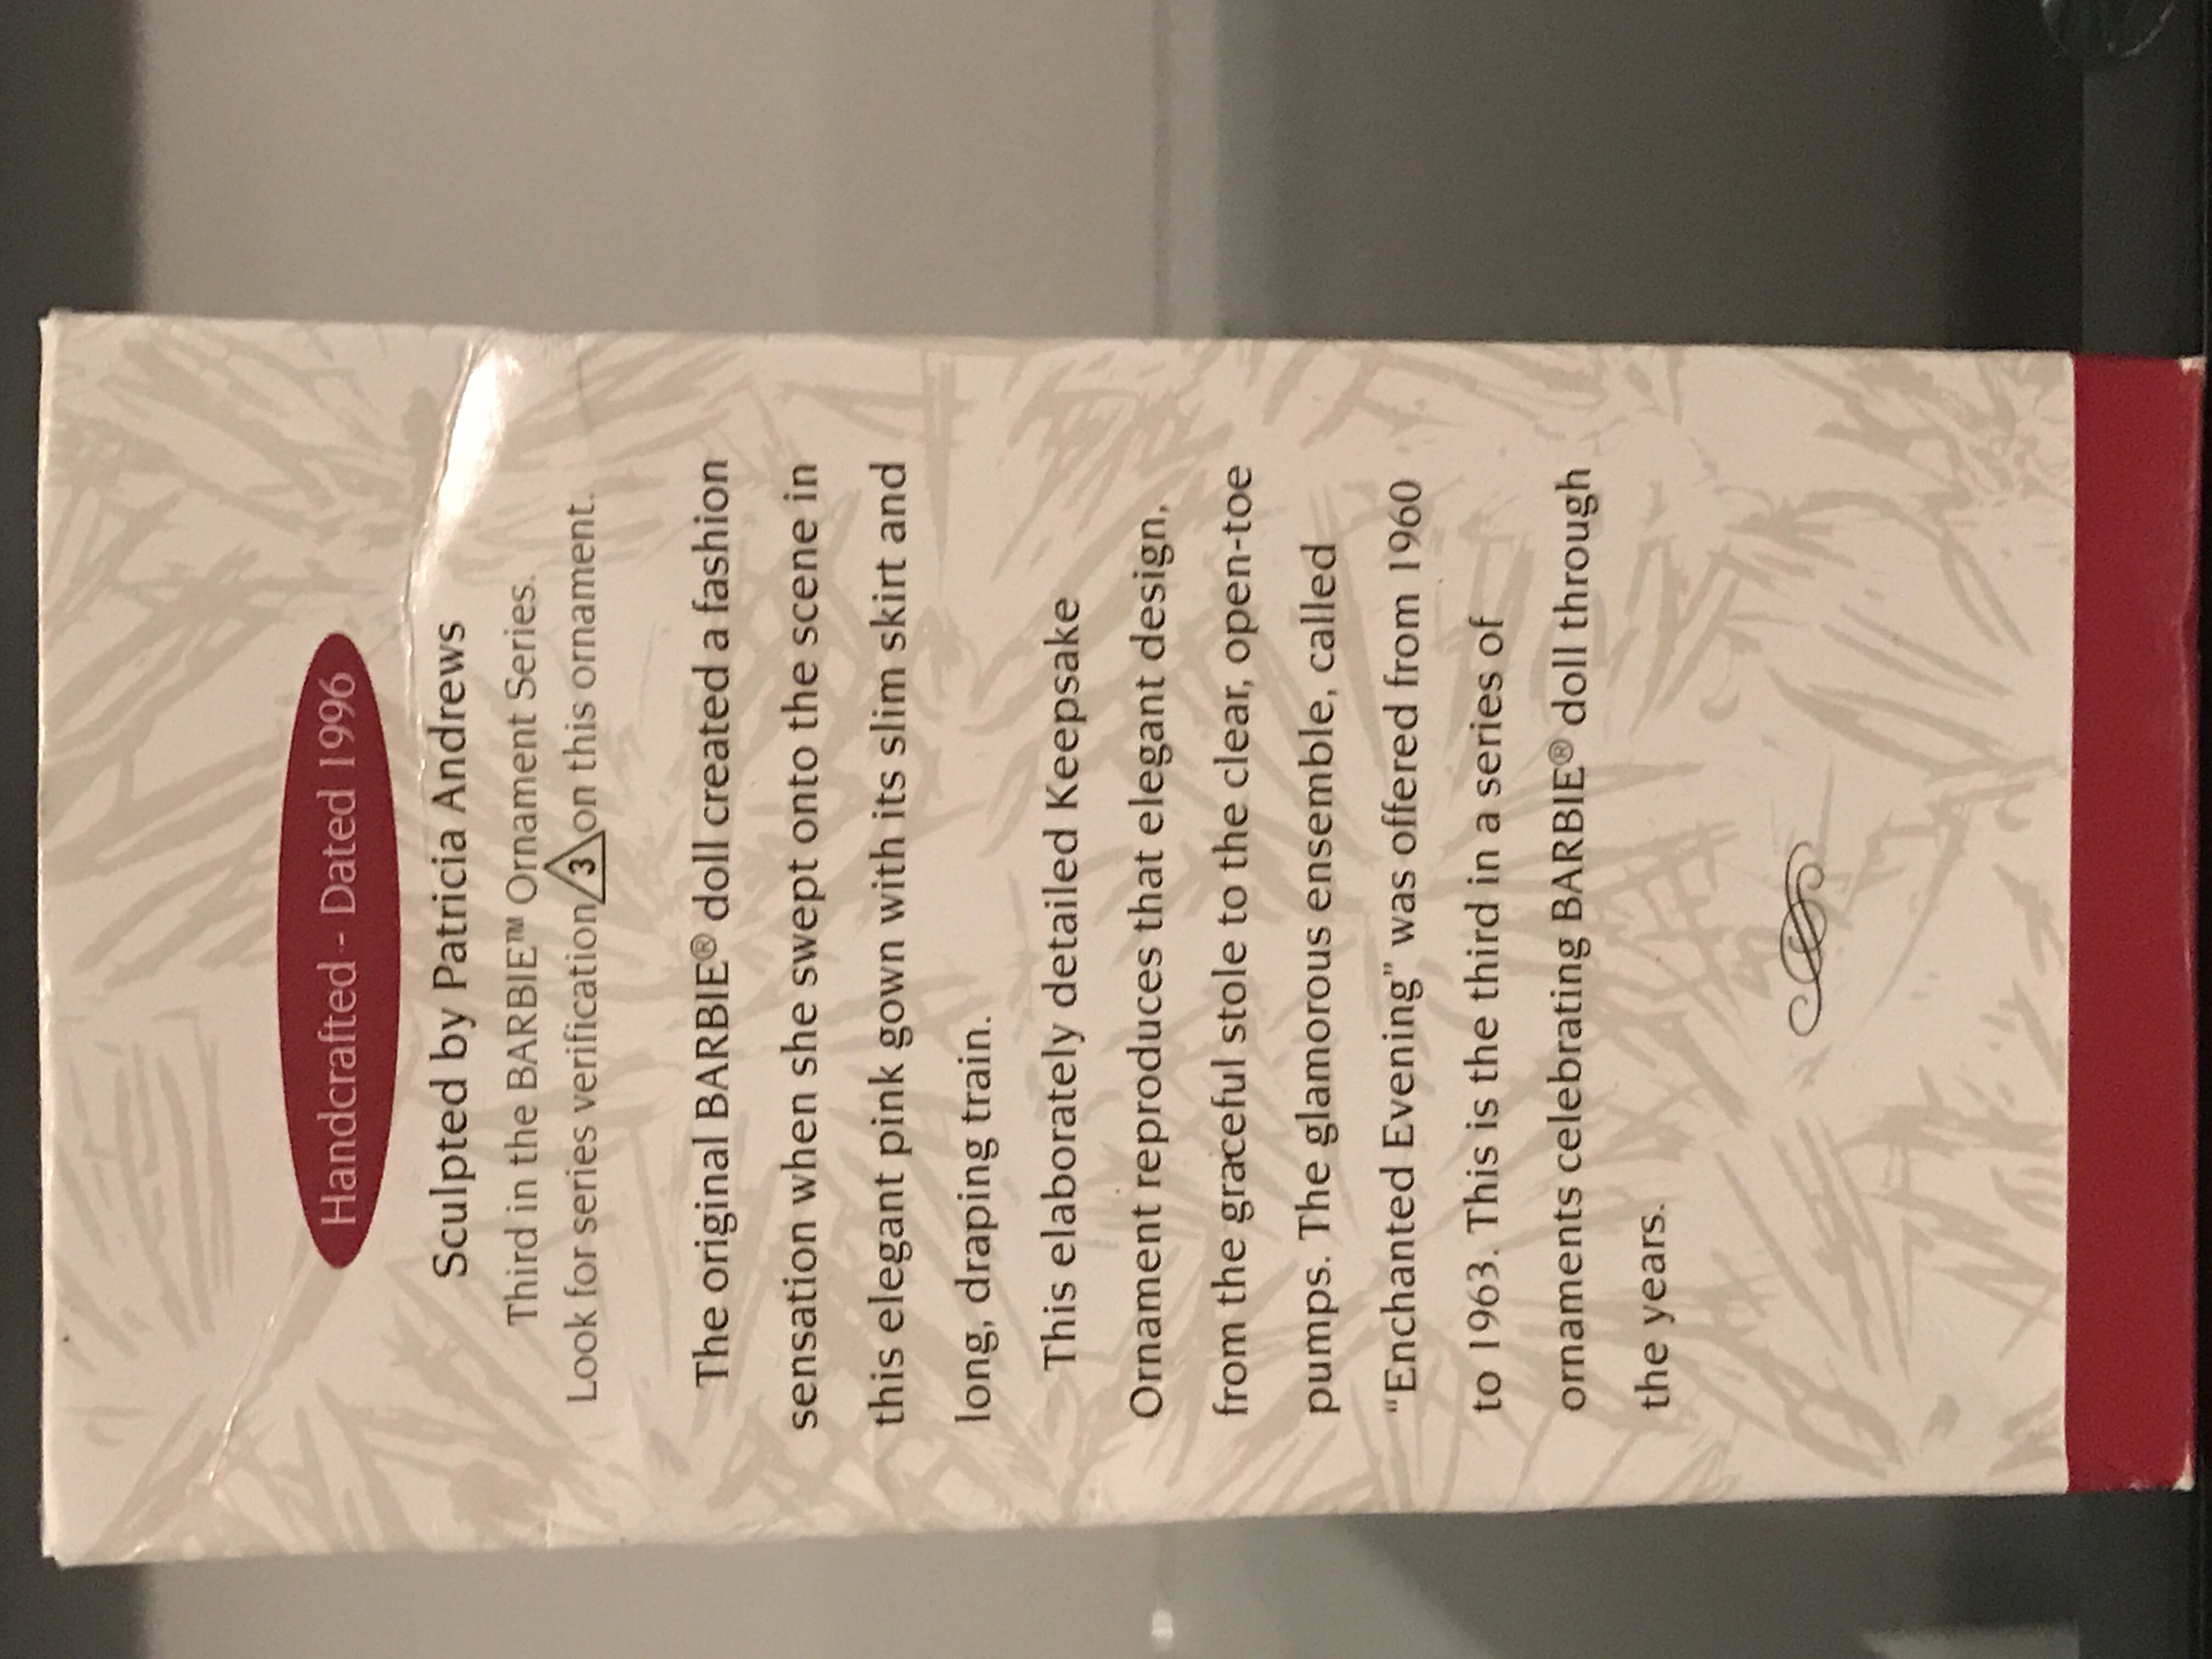 Handcrafted - Dated 1996
Sculpted by Patricia Andrews
Third in the BARBIE™ Ornament Series.
Look for series verification 3 on this ornament.
The original BARBIE® doll created a fashion
sensation when she swept onto the scene in
this elegant pink gown with its slim skirt and
long, draping train.
This elaborately detailed Keepsake
Ornament reproduces that elegant design,
from the graceful stole to the clear, open-toe
pumps. The glamorous ensemble, called
"Enchanted Evening" was offered from 1960
to 1963. This is the third in a series of
ornaments celebrating BARBIE® doll through
the years.